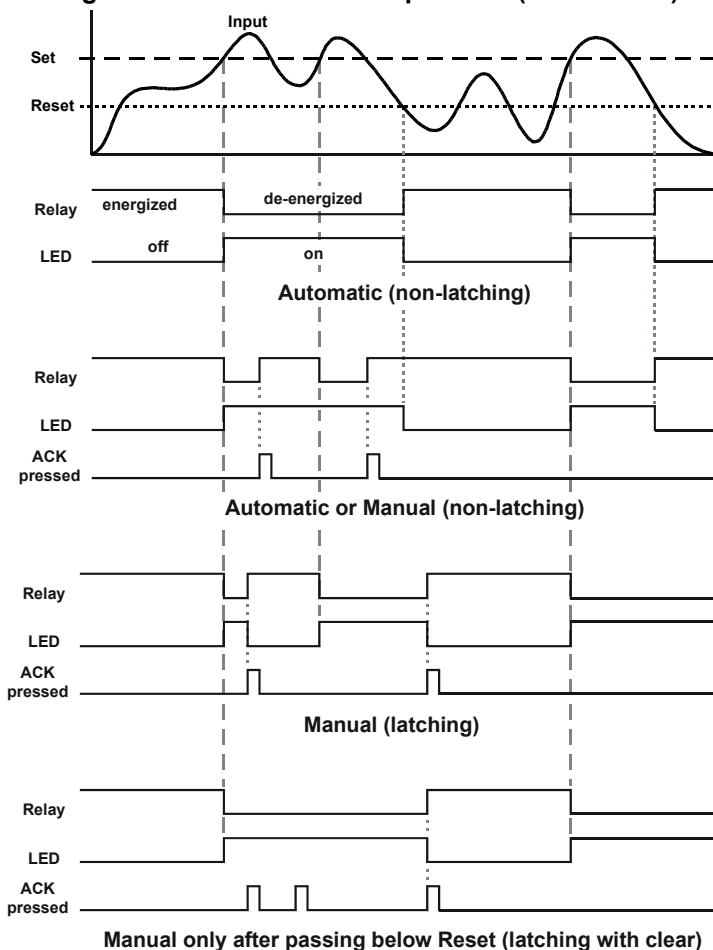 Input
Set
Reset
Relay energized de-energized
LED off on
Automatic (non-latching)
Relay
LED
ACK
pressed
Automatic or Manual (non-latching)
Relay
LED
ACK
pressed
Manual (latching)
Relay
LED
ACK
pressed
Manual only after passing below Reset (latching with clear)